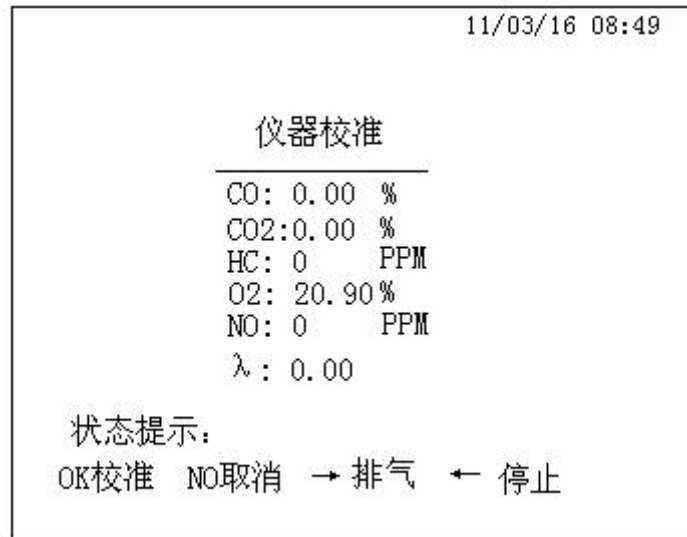 11/03/16 08:49
仪器校准
CO: 0.00 %
CO2:0.00 %
HC: 0 PPM
O2: 20.90%
NO: 0 PPM
λ: 0.00
状态提示:
OK校准 NO取消 →排气 ← 停止